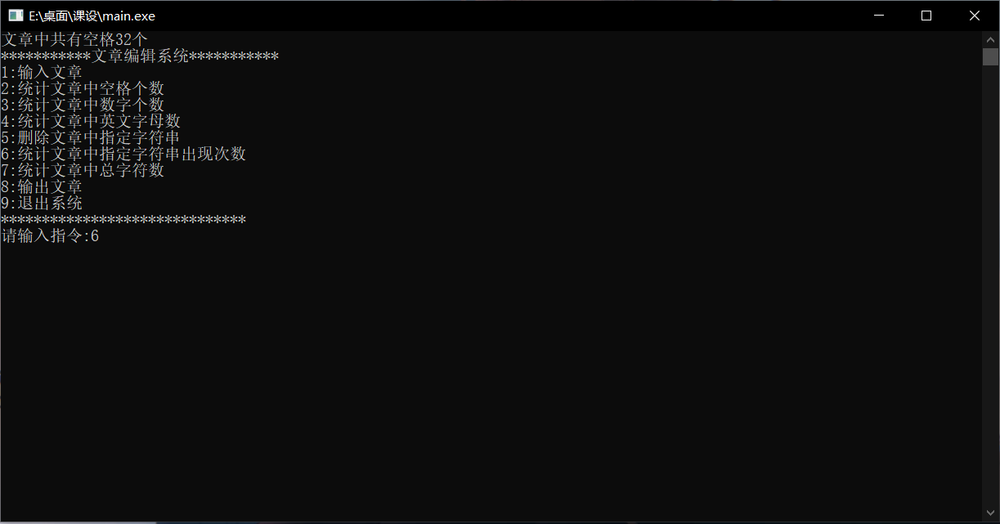 E:\桌面\课设\main.exe
文章中共有空格32个
***********文章编辑系统***********
1:输入文章
2:统计文章中空格个数
3:统计文章中数字个数
4:统计文章中英文字母数
5:删除文章中指定字符串
6:统计文章中指定字符串出现次数
7:统计文章中总字符数
8:输出文章
9:退出系统
******************************
请输入指令:6